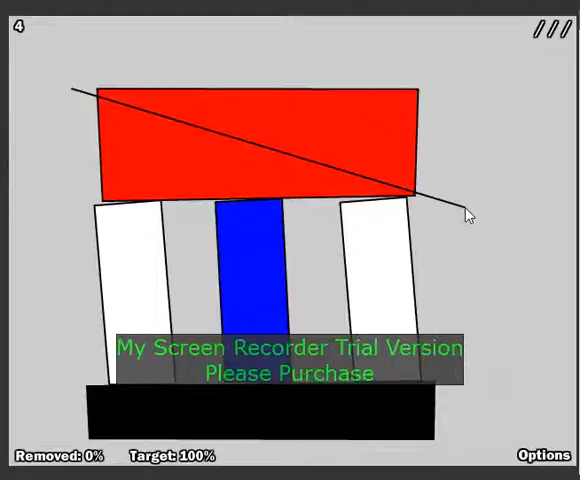 4
My Screen Recorder Trial Version
Please Purchase
Removed: 0% Target: 100% Options